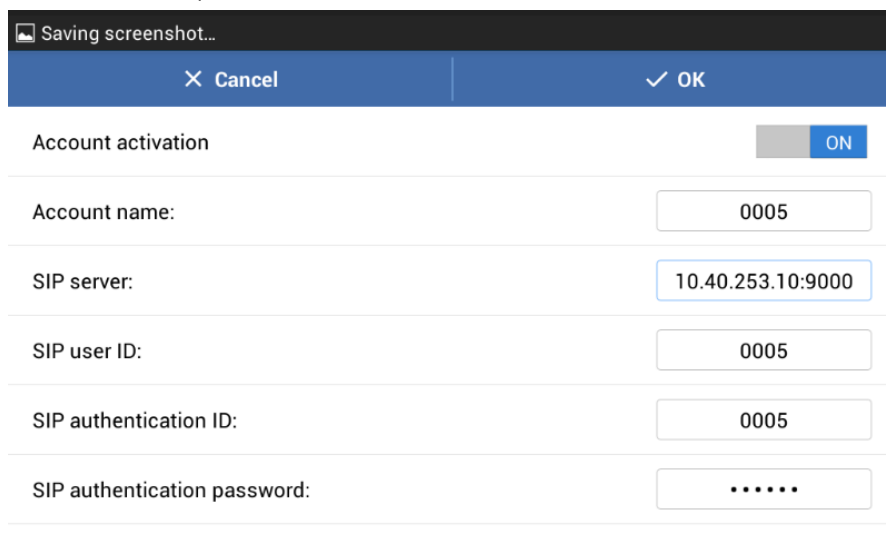 Saving screenshot...
Cancel
OK
Account activation
ON
Account name:
0005
SIP server:
10.40.253.10:9000
SIP user ID:
0005
SIP authentication ID:
0005
SIP authentication password:
••••••